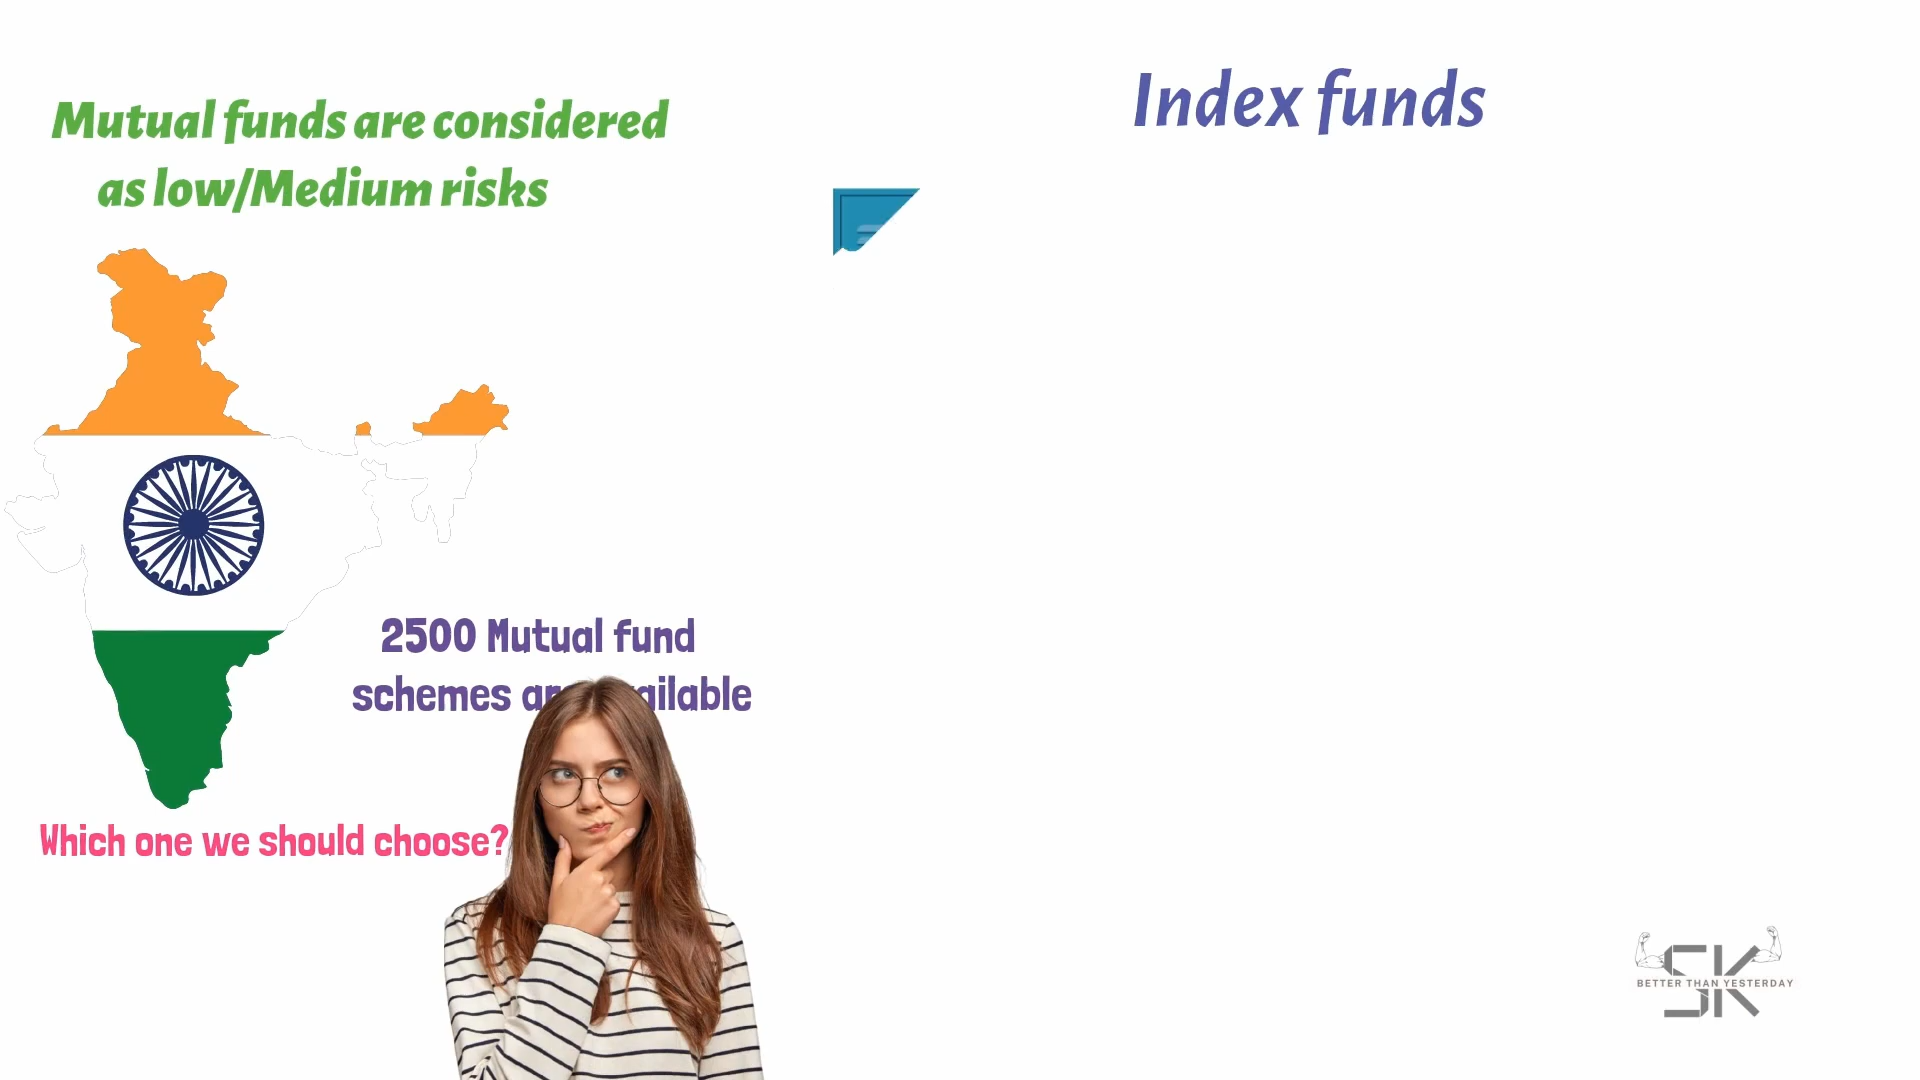 Mutual funds are considered
as low/Medium risks
Index funds
2500 Mutual fund
schemes available
Which one we should choose?
SK
BETTER THAN YESTERDAY